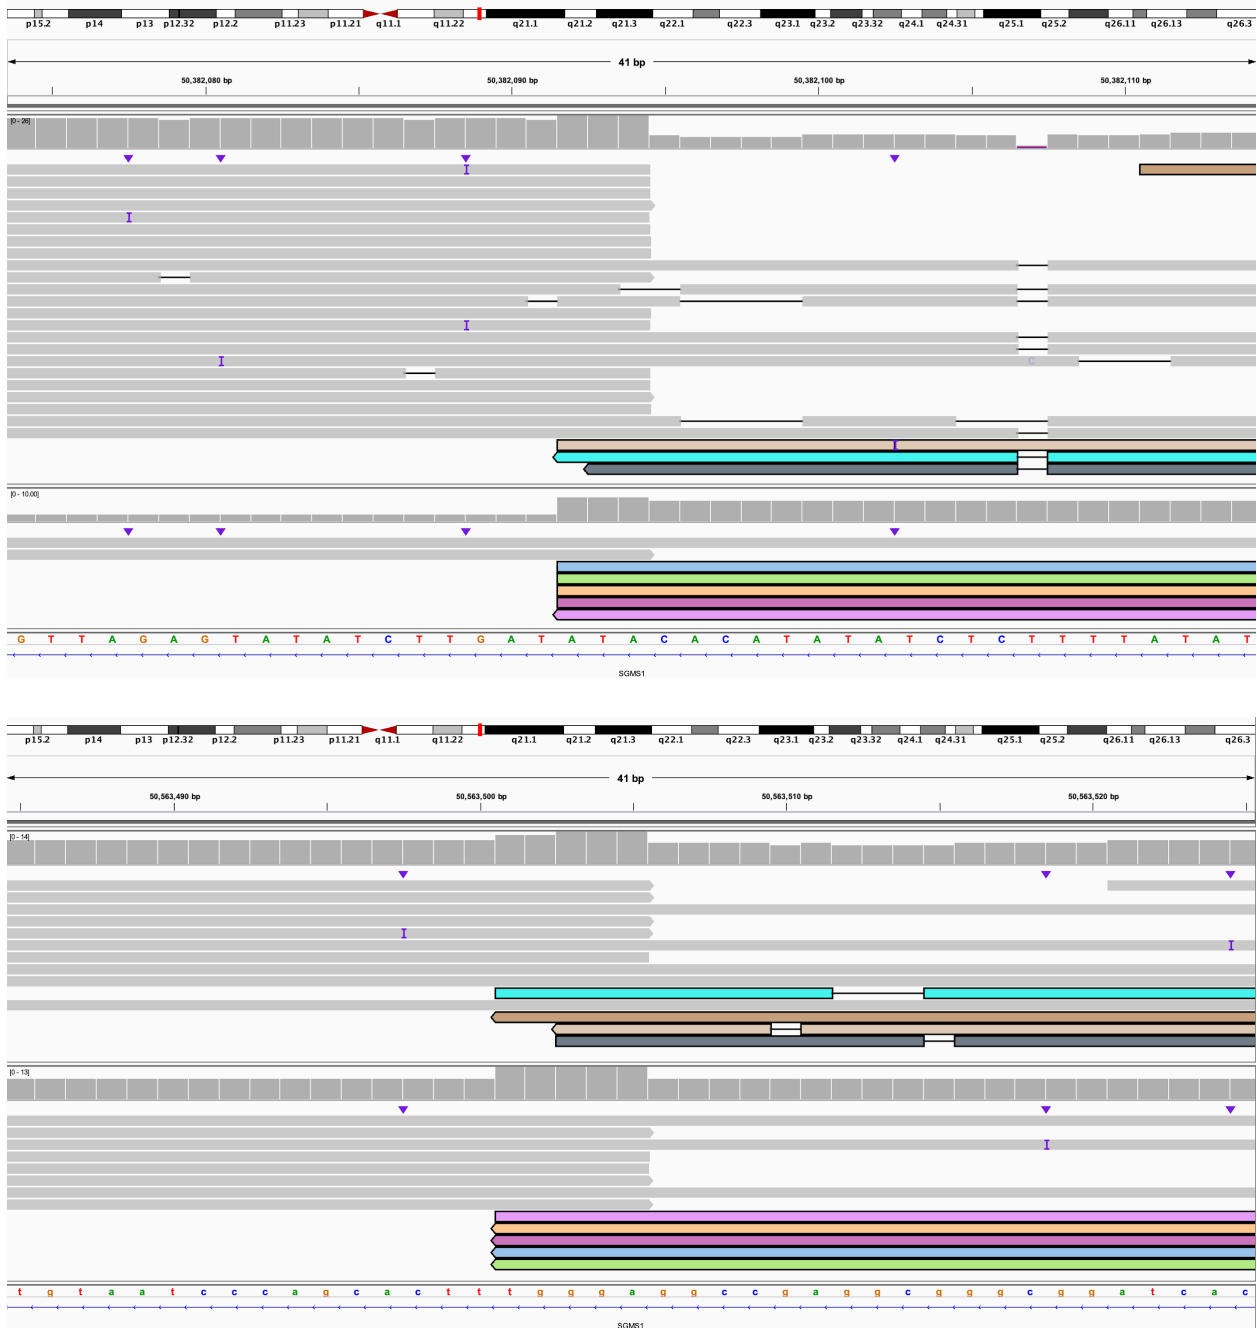 p15.2 p14 p13 p12.32 p12.2 p11.23 p11.21 q11.1 q11.22 q21.1 q21.2 q21.3 q22.1 q22.3 q23.1 q23.2 q23.32 q24.1 q24.31 q25.1 q25.2 q26.11 q26.13 q26.3
41 bp
50,382,080 bp 50,382,090 bp 50,382,100 bp 50,382,110 bp
[0 - 26]
I
I
I
I
C
I
[0 - 10.00]
G T T A G A G T A T A T C T T G A T A T A C A C A T A T A T C T C T T T T A T A T
SGMS1
p15.2 p14 p13 p12.32 p12.2 p11.23 p11.21 q11.1 q11.22 q21.1 q21.2 q21.3 q22.1 q22.3 q23.1 q23.2 q23.32 q24.1 q24.31 q25.1 q25.2 q26.11 q26.13 q26.3
41 bp
50,563,490 bp 50,563,500 bp 50,563,510 bp 50,563,520 bp
[0 - 14]
I
I
[0 - 13]
I
t g t a a t c c c a g c a c t t t g g g a g g c c g a g g c g g g c g g a t c a c
SGMS1